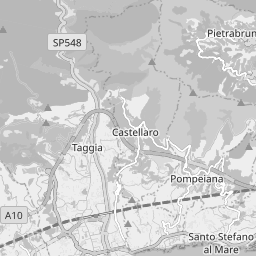 Pietrabrun
SP548
Castellaro
Taggia
Pompeiana
A10
Santo Stefano
al Mare